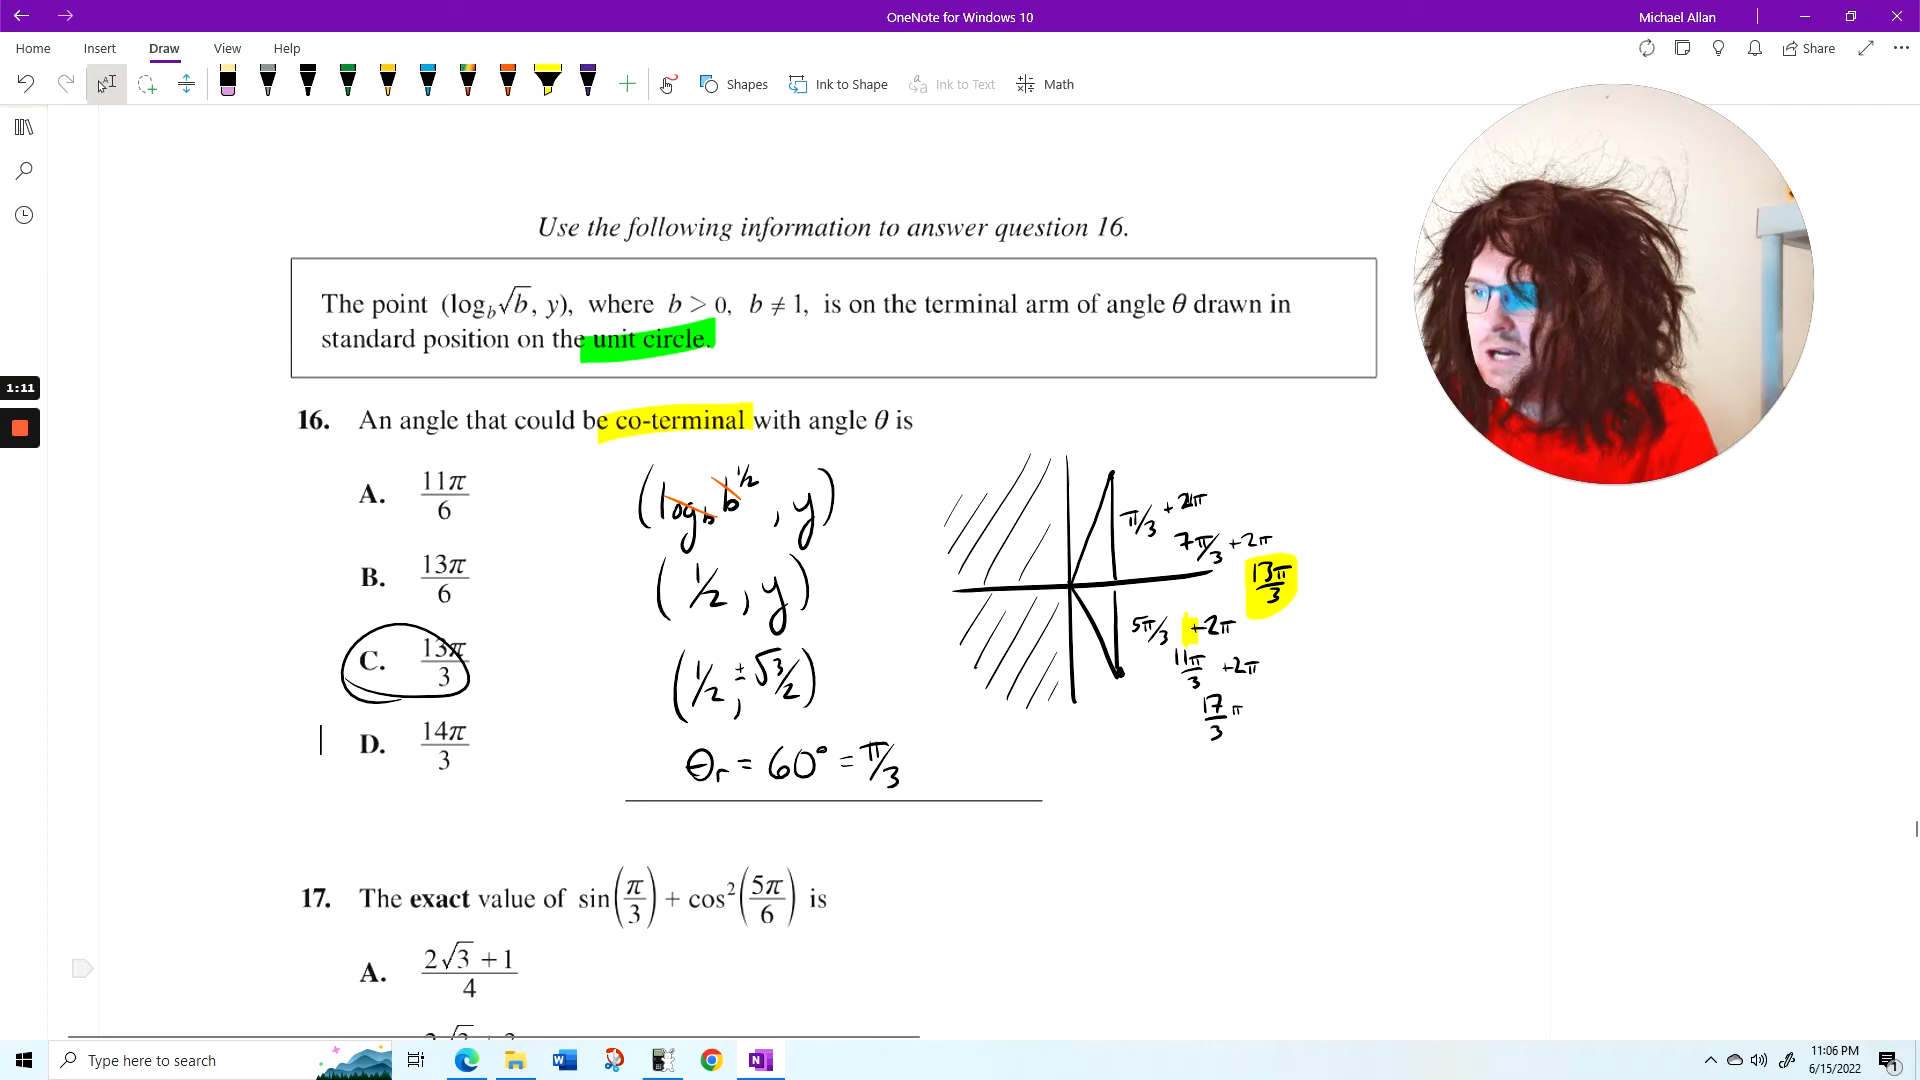 OneNote for Windows 10
Michael Allan
Home Insert Draw View Help
Share
Shapes Ink to Shape Ink to Text Math
Use the following information to answer question 16.
The point (log_b√b, y), where b > 0, b ≠ 1, is on the terminal arm of angle θ drawn in
standard position on the unit circle.
1:11
16. An angle that could be co-terminal with angle θ is
A. 11π/6
B. 13π/6
C. 13π/3
D. 14π/3
(log_b b^1/2, y)
(1/2, y)
(1/2, ±√3/2)
θr = 60° = π/3
π/3 + 2π
7π/3 + 2π
13π/3
5π/3 + 2π
11π/3 + 2π
17/3 π
17. The exact value of sin(π/3) + cos²(5π/6) is
A. (2√3 + 1)/4
Type here to search
11:06 PM
6/15/2022
1